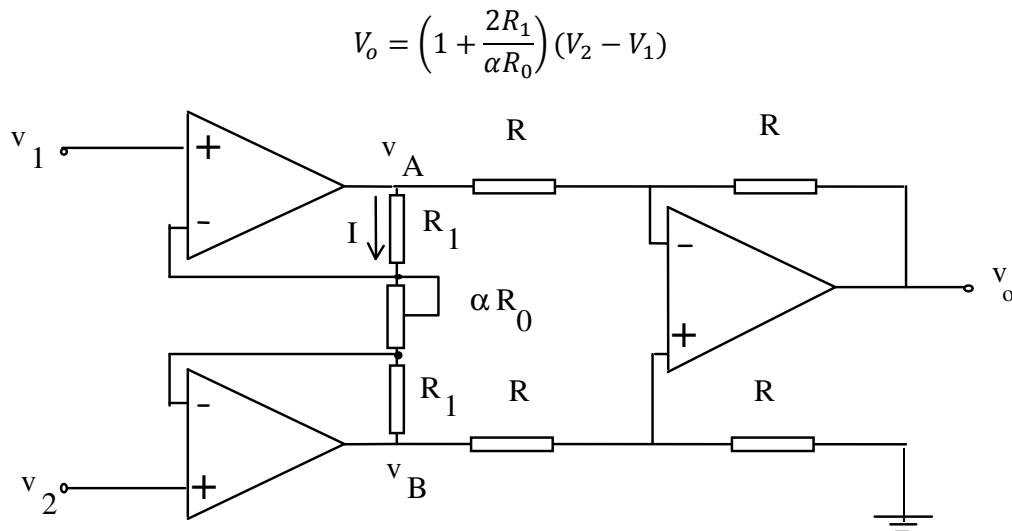 V_o = (1 + 2R_1/αR_0) (V_2 − V_1)
R R
v_1 + v_A
- I R_1
- v_o
αR_0
+
- R_1 R R
v_2 + v_B